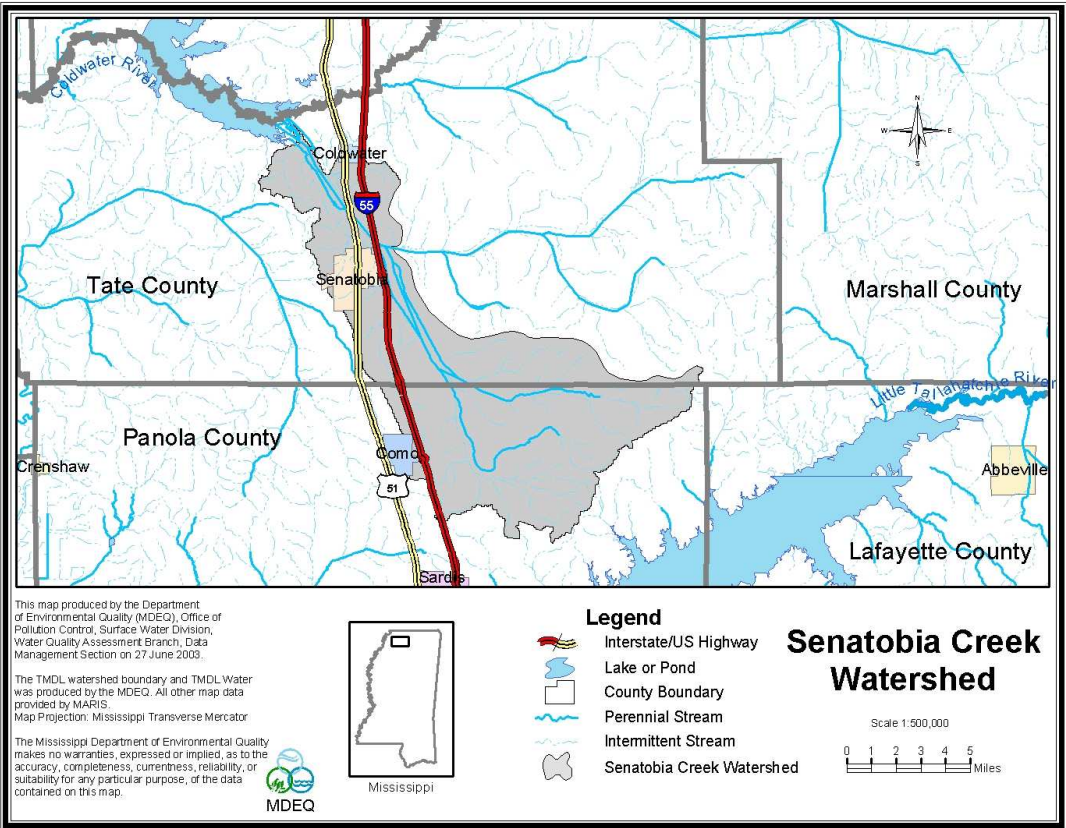 Coldwater River
N
W
E
S
Coldwater
55
Senatobia
Tate County
Marshall County
Little Tallahatchie River
Panola County
Crenshaw
Como
51
Abbeville
Lafayette County
Sardis
This map produced by the Department
of Environmental Quality (MDEQ), Office of
Pollution Control, Surface Water Division,
Water Quality Assessment Branch, Data
Management Section on 27 June 2003.
The TMDL watershed boundary and TMDL Water
was produced by the MDEQ. All other map data
provided by MARIS.
Map Projection: Mississippi Transverse Mercator
The Mississippi Department of Environmental Quality
makes no warranties, expressed or implied, as to the
accuracy, completeness, currentness, reliability, or
suitability for any particular purpose, of the data
contained on this map.
MDEQ
Mississippi
Legend
Interstate/US Highway
Lake or Pond
County Boundary
Perennial Stream
Intermittent Stream
Senatobia Creek Watershed
Senatobia Creek
Watershed
Scale 1:500,000
0 1 2 3 4 5
Miles